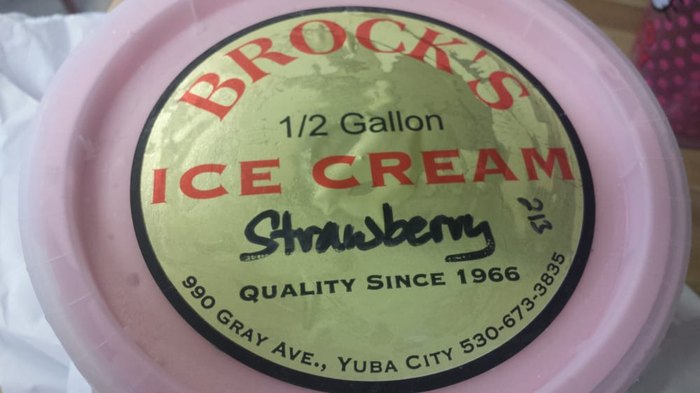 BROCK'S
1/2 Gallon
ICE CREAM
Strawberry
213
QUALITY SINCE 1966
990 GRAY AVE., YUBA CITY 530-673-3835